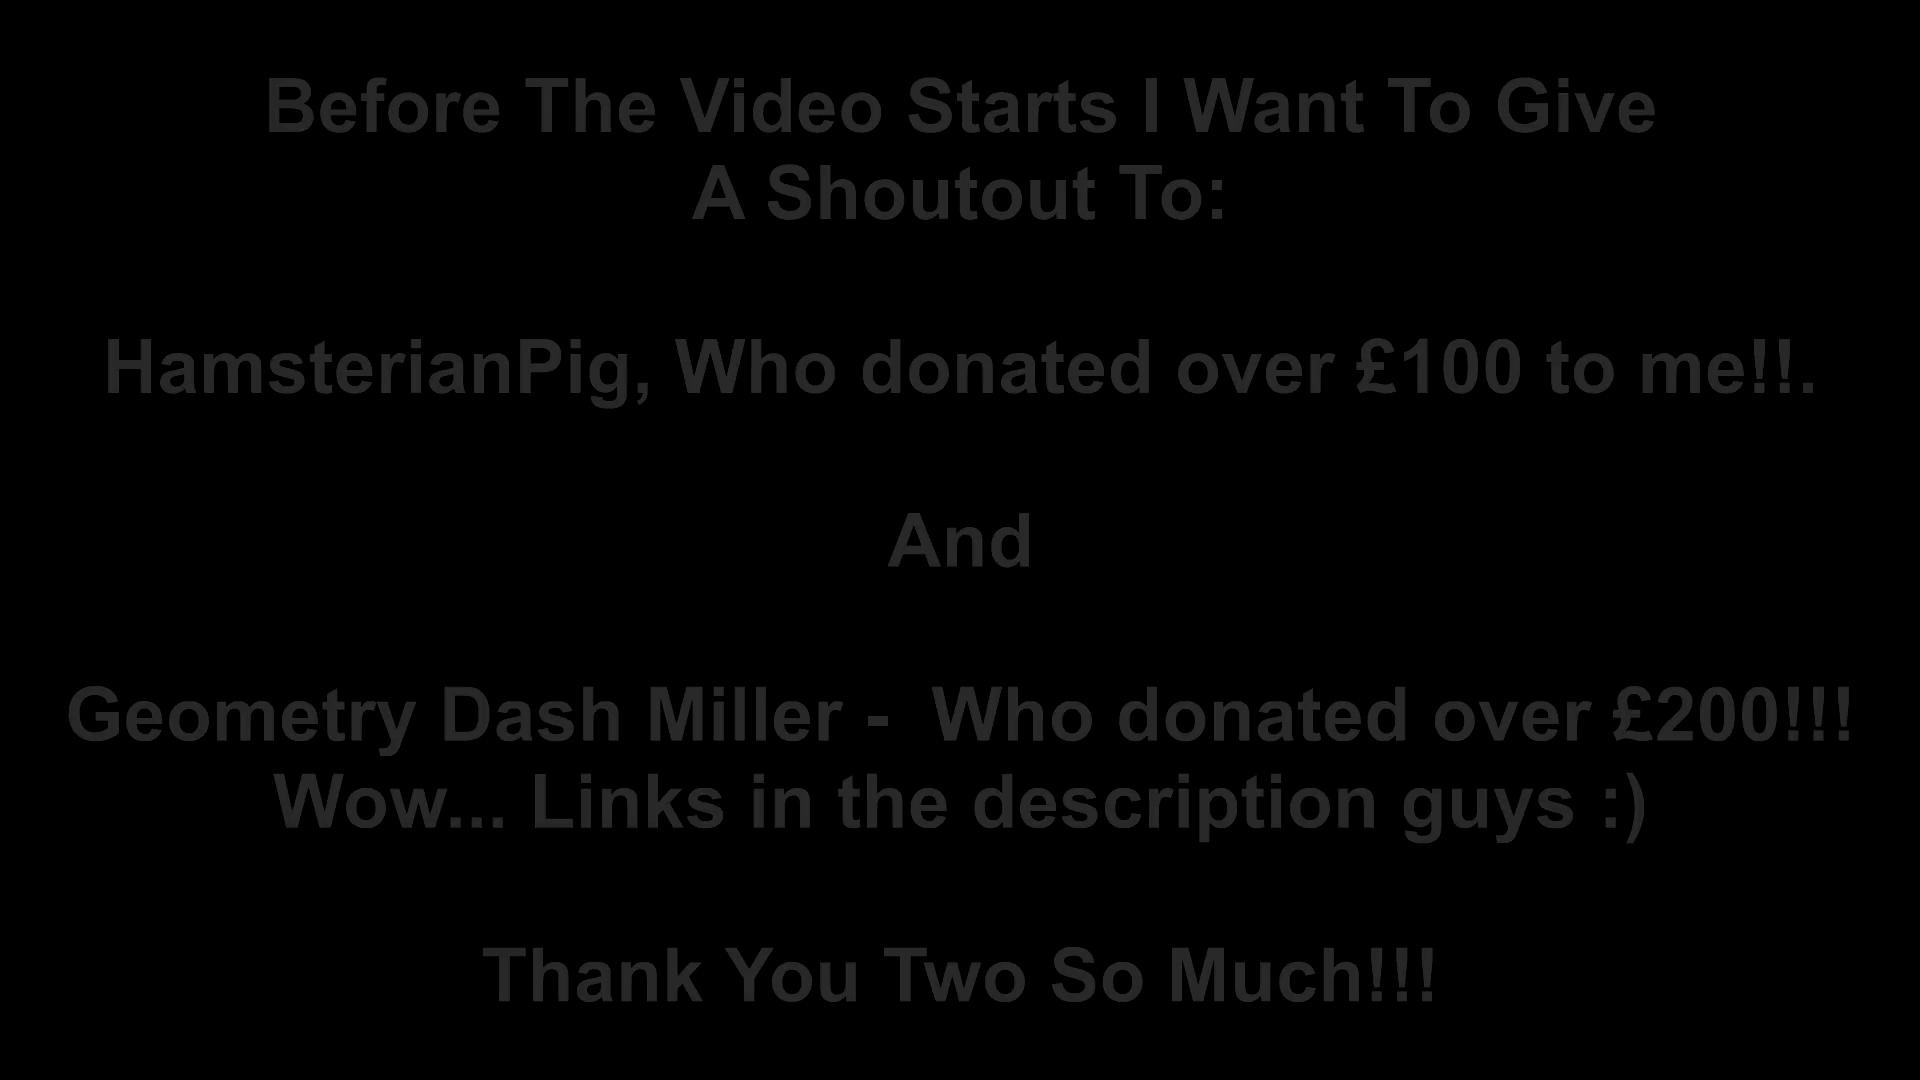 Before The Video Starts I Want To Give
A Shoutout To:
HamsterianPig, Who donated over £100 to me!!.
And
Geometry Dash Miller -  Who donated over £200!!!
Wow... Links in the description guys :)
Thank You Two So Much!!!